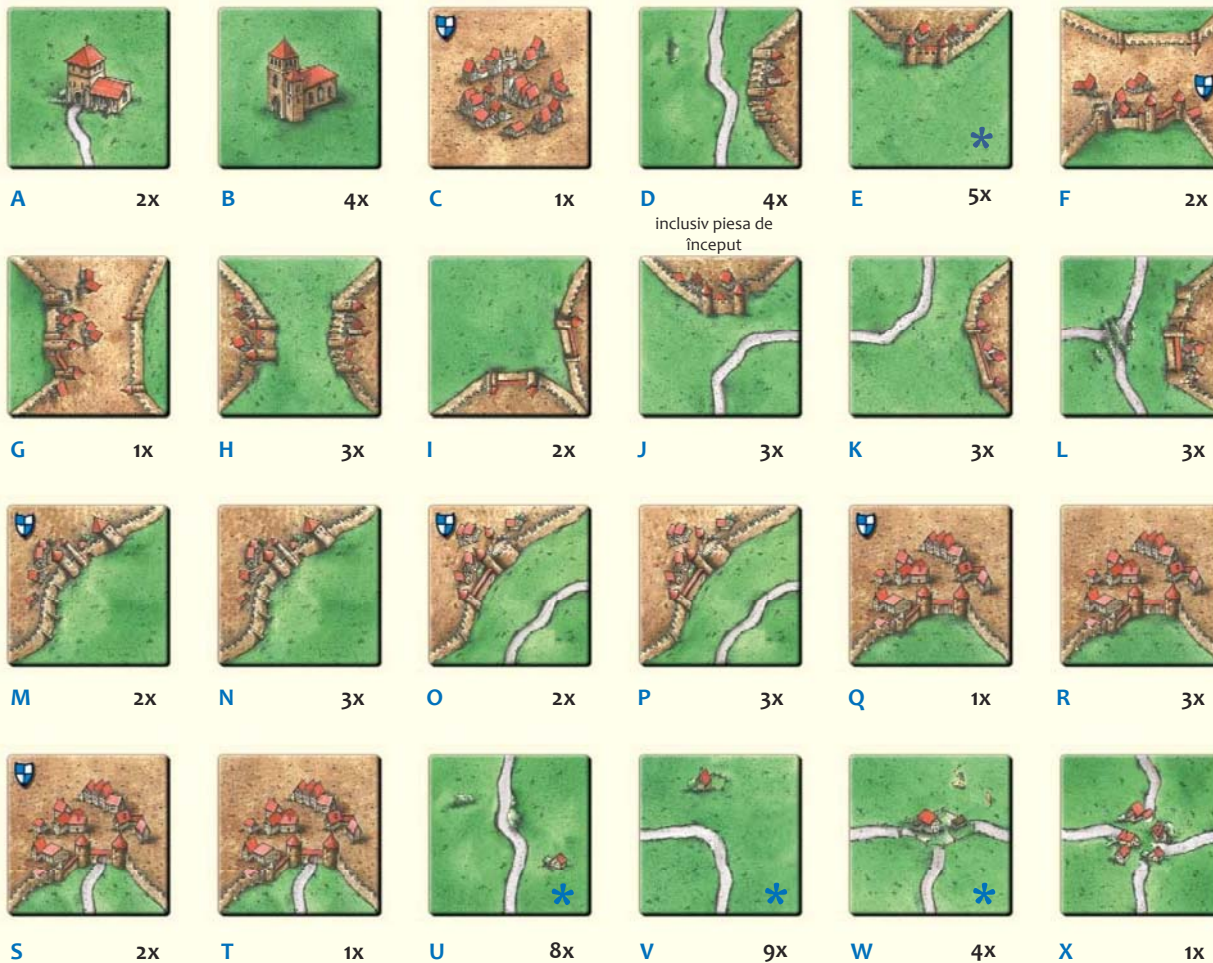 A 2x B 4x C 1x D 4x E 5x F 2x
inclusiv piesa de
început
G 1x H 3x I 2x J 3x K 3x L 3x
M 2x N 3x O 2x P 3x Q 1x R 3x
S 2x T 1x U 8x V 9x W 4x X 1x